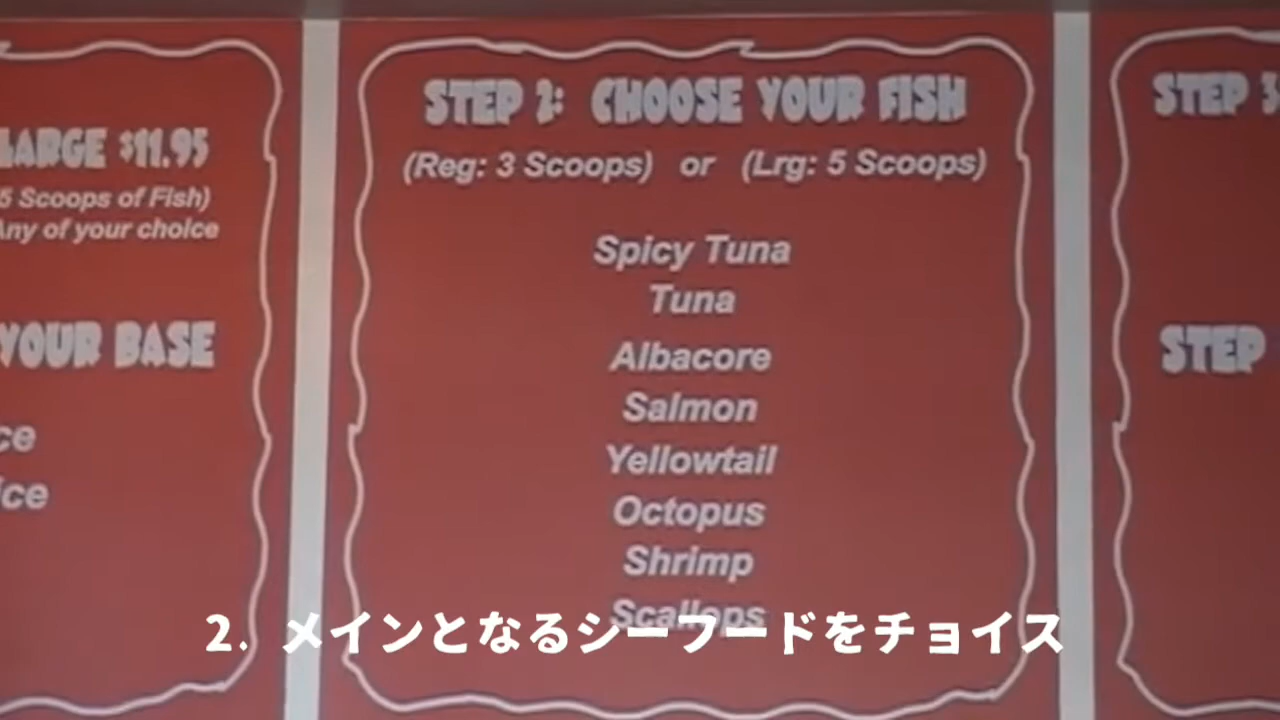 LARGE $11.95
5 Scoops of Fish)
Any of your choice
YOUR BASE
STEP 2: CHOOSE YOUR FISH
(Reg: 3 Scoops) or (Lrg: 5 Scoops)
Spicy Tuna
Tuna
Albacore
Salmon
Yellowtail
Octopus
Shrimp
Scallops
STEP 3
STEP
2. メインとなるシーフードをチョイス